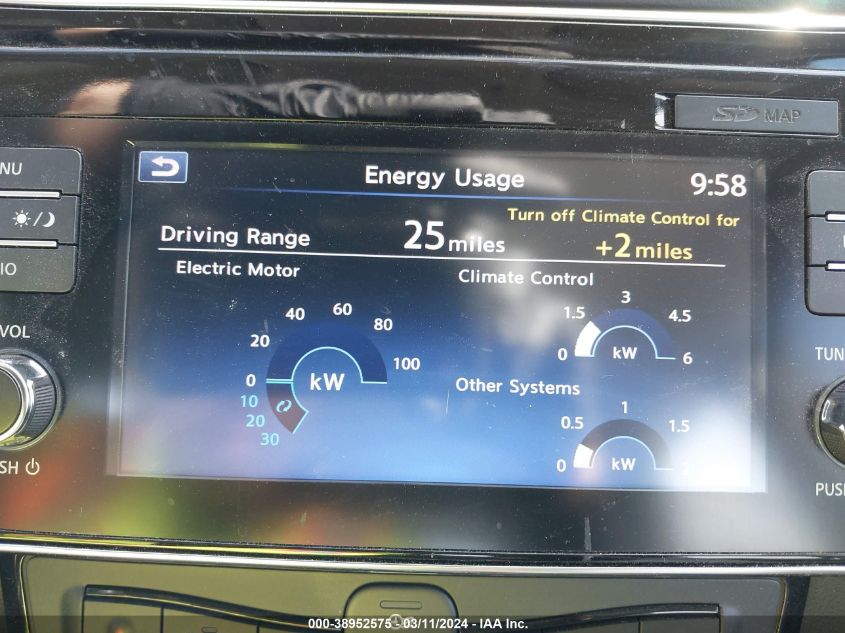 SD MAP
NU
IO
VOL
SH
TUN
PUSH
Energy Usage
9:58
Turn off Climate Control for
Driving Range 25 miles +2 miles
Electric Motor
0 20 40 60 80 100
kW
10
20
30
Climate Control
0 1.5 3 4.5 6
kW
Other Systems
0 0.5 1 1.5 2
kW
000-38952575 - 03/11/2024 - IAA Inc.